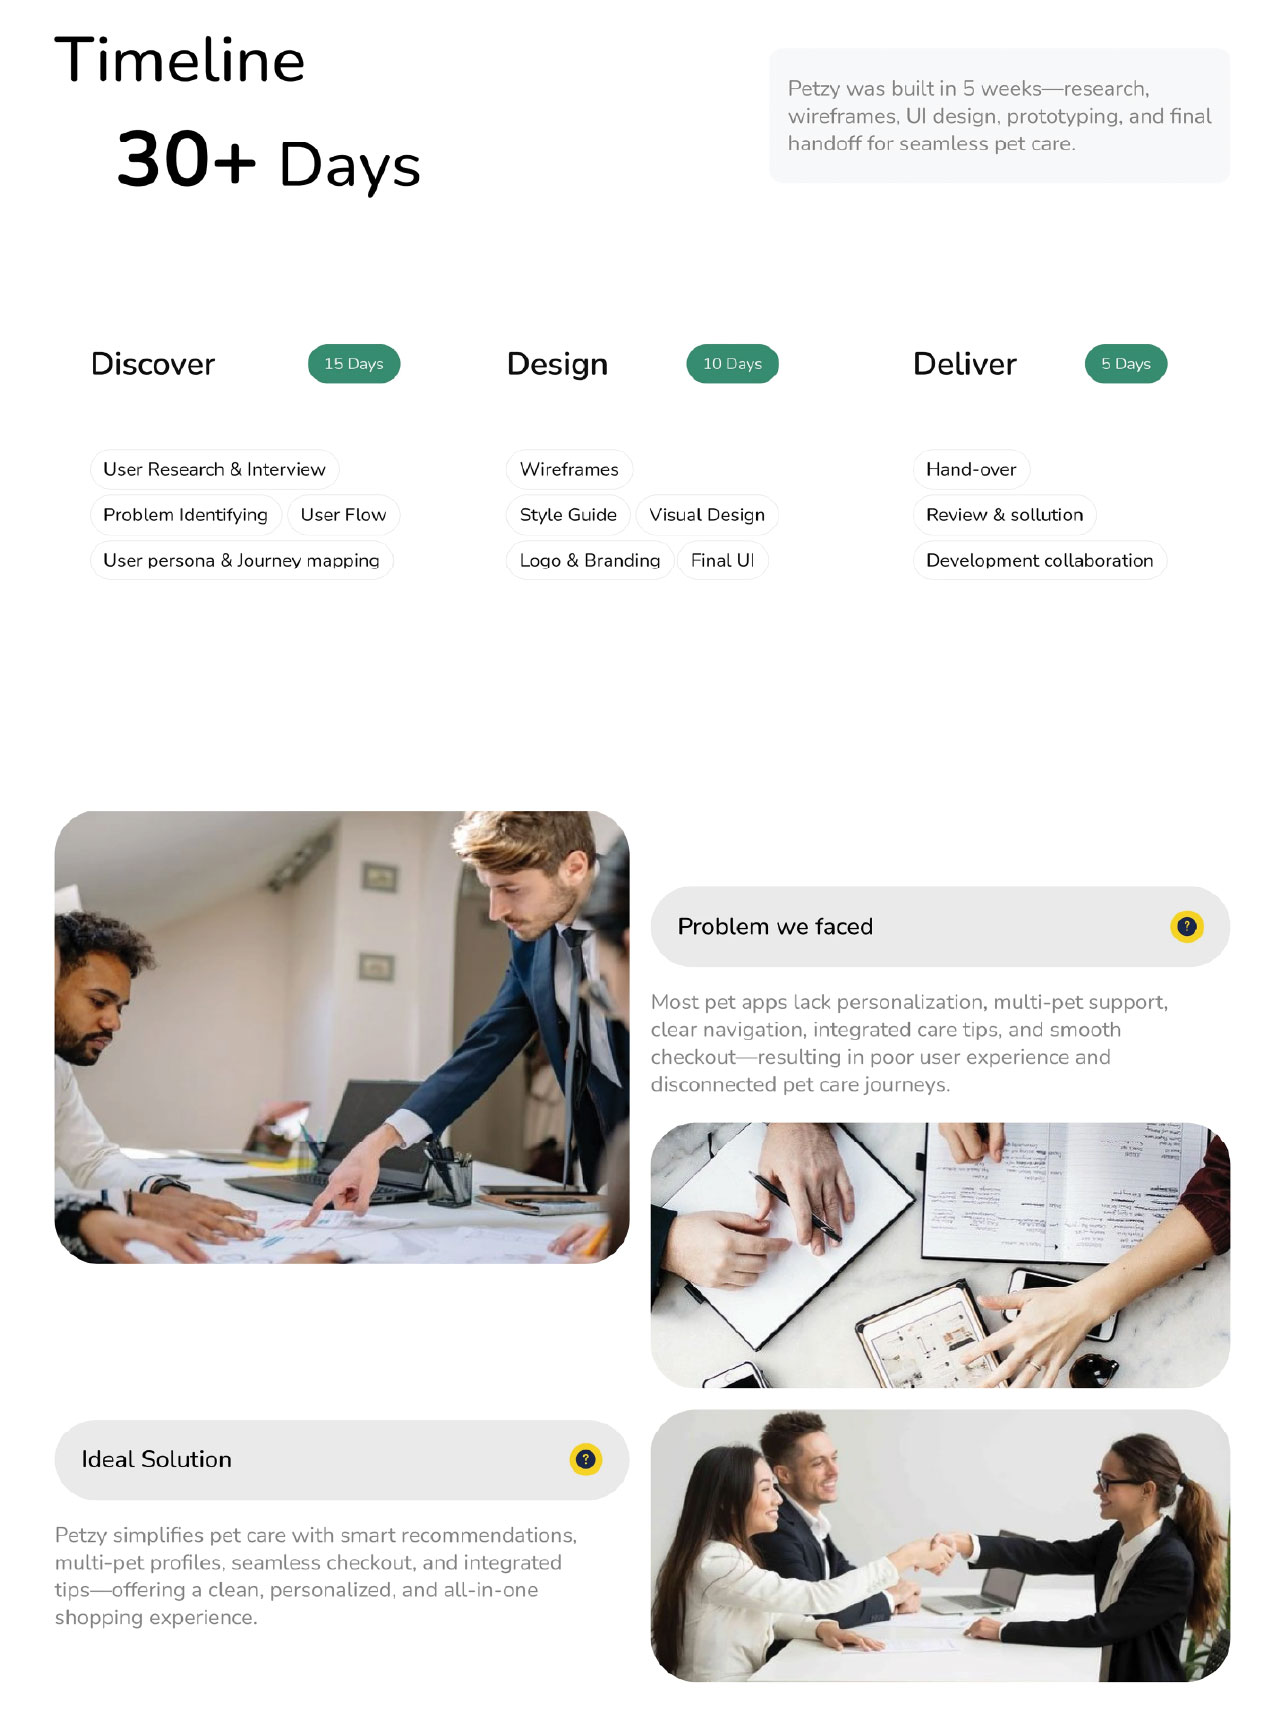 Timeline
30+ Days
Petzy was built in 5 weeks—research,
wireframes, UI design, prototyping, and final
handoff for seamless pet care.
Discover
15 Days
User Research & Interview
Problem Identifying
User Flow
User persona & Journey mapping
Design
10 Days
Wireframes
Style Guide
Visual Design
Logo & Branding
Final UI
Deliver
5 Days
Hand-over
Review & sollution
Development collaboration
Problem we faced
?
Most pet apps lack personalization, multi-pet support,
clear navigation, integrated care tips, and smooth
checkout—resulting in poor user experience and
disconnected pet care journeys.
Ideal Solution
?
Petzy simplifies pet care with smart recommendations,
multi-pet profiles, seamless checkout, and integrated
tips—offering a clean, personalized, and all-in-one
shopping experience.